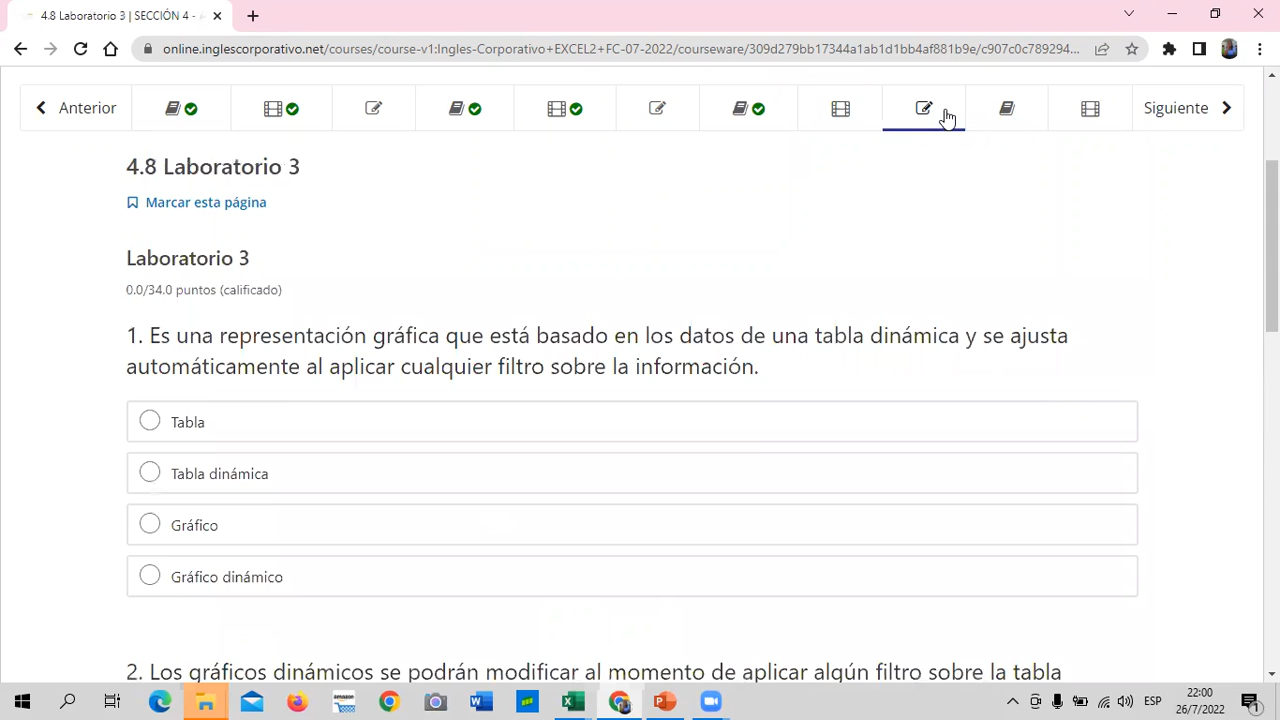 4.8 Laboratorio 3 | SECCIÓN 4 -
online.inglescorporativo.net/courses/course-v1:Ingles-Corporativo+EXCEL2+FC-07-2022/courseware/309d279bb17344a1ab1d1bb4af881b9e/c907c0c789294...
Anterior
Siguiente
4.8 Laboratorio 3
Marcar esta página
Laboratorio 3
0.0/34.0 puntos (calificado)
1. Es una representación gráfica que está basado en los datos de una tabla dinámica y se ajusta
automáticamente al aplicar cualquier filtro sobre la información.
Tabla
Tabla dinámica
Gráfico
Gráfico dinámico
2. Los gráficos dinámicos se podrán modificar al momento de aplicar algún filtro sobre la tabla
amazon
ESP
22:00
26/7/2022
1